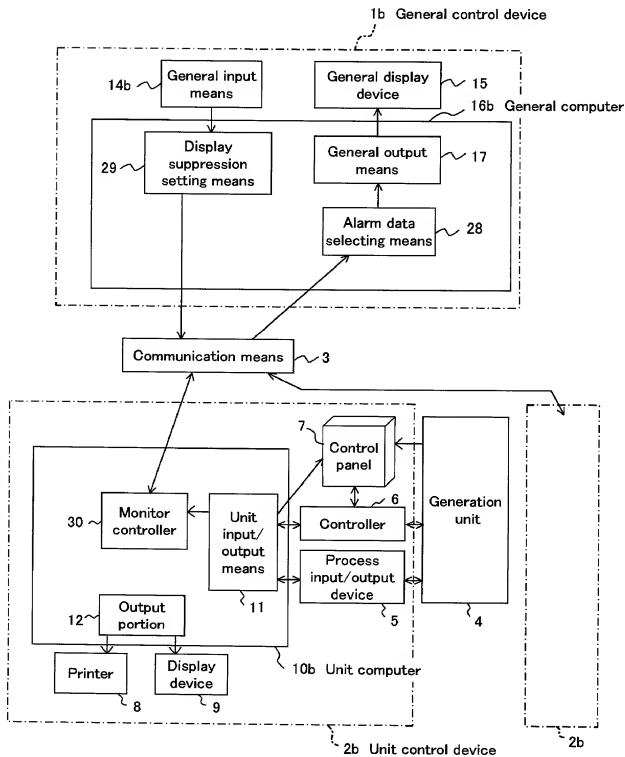 1b General control device
General input
means
14b
General display
device
15
16b General computer
Display
suppression
setting means
29
General output
means
17
Alarm data
selecting means
28
Communication means
3
7
Control
panel
6
Controller
Generation
unit
4
Monitor
controller
30
Unit
input/
output
means
11
Process
input/output
device
5
12
Output
portion
10b Unit computer
Printer
8
Display
device
9
2b Unit control device
2b